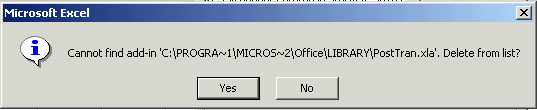 Microsoft Excel
Cannot find add-in 'C:\PROGRA~1\MICROS~2\Office\LIBRARY\PostTran.xla'. Delete from list?
Yes
No